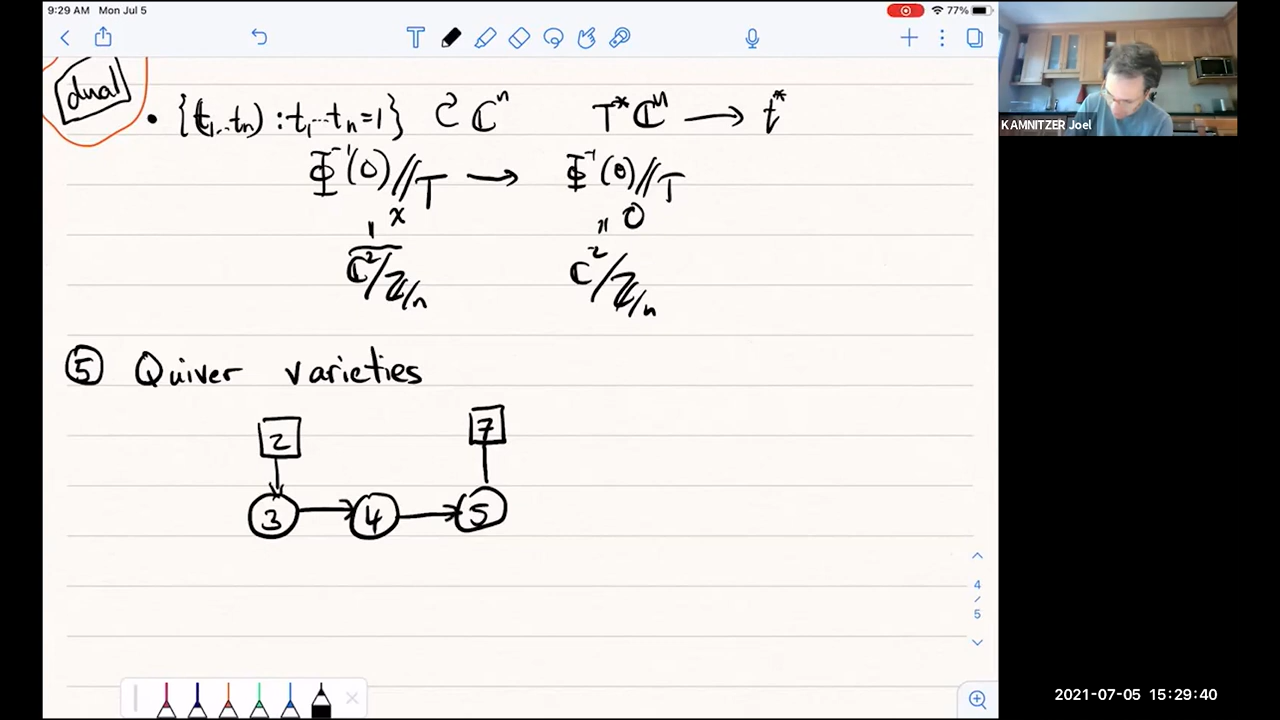 9:29 AM Mon Jul 5
77%
dual
• {(t₁..tₙ) : t₁...tₙ=1} C ℂⁿ T*ℂⁿ → t*
Φ⁻¹(0)//T → Φ⁻¹(0)//T
χ 0
ℂ²/ℤ/n ℂ²/ℤ/n
⑤ Quiver varieties
2 7
3 4 5
4
/
5
KAMNITZER Joel
2021-07-05 15:29:40